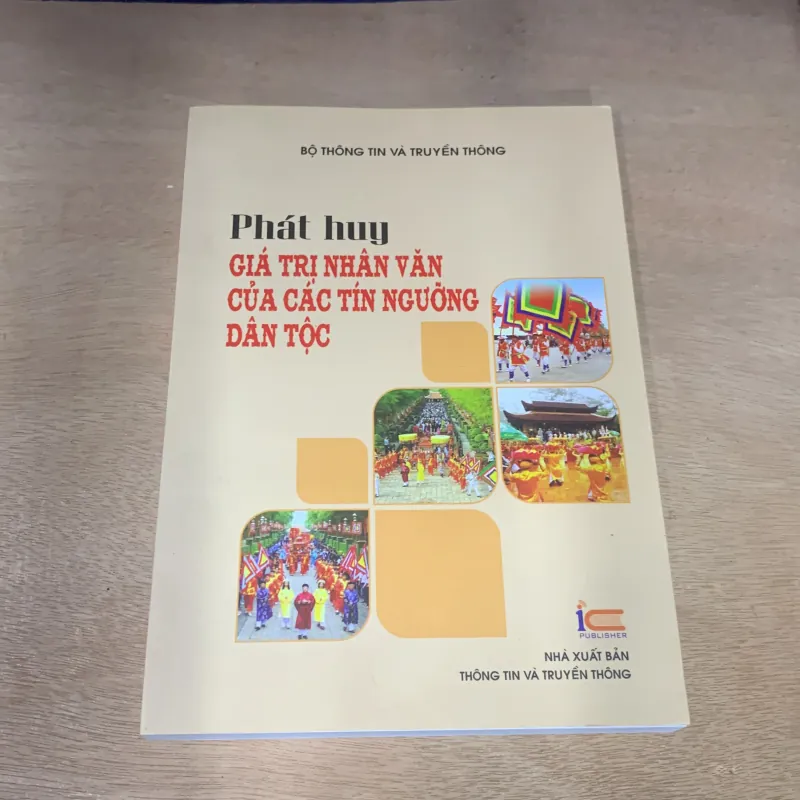 BỘ THÔNG TIN VÀ TRUYỀN THÔNG
Phát huy
GIÁ TRỊ NHÂN VĂN
CỦA CÁC TÍN NGƯỠNG
DÂN TỘC
ic
PUBLISHER
NHÀ XUẤT BẢN
THÔNG TIN VÀ TRUYỀN THÔNG